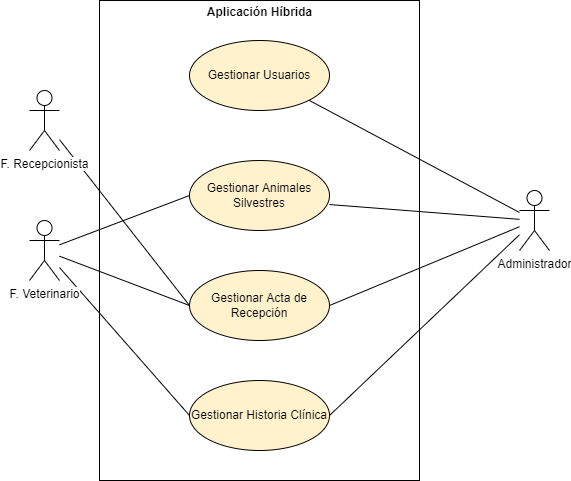 Aplicación Híbrida
Gestionar Usuarios
F. Recepcionista
Gestionar Animales
Silvestres
Administrador
F. Veterinario
Gestionar Acta de
Recepción
Gestionar Historia Clínica